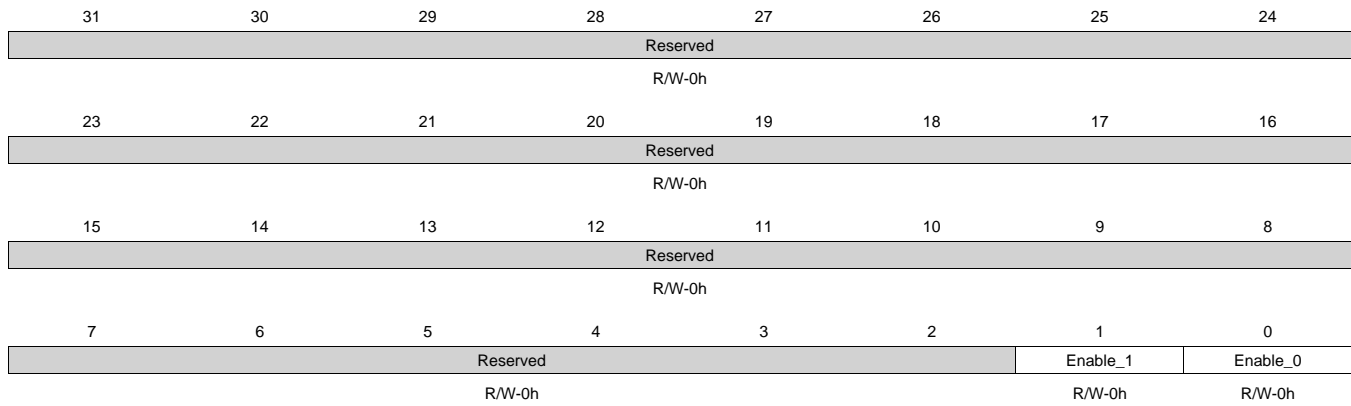 31 30 29 28 27 26 25 24
Reserved
R/W-0h
23 22 21 20 19 18 17 16
Reserved
R/W-0h
15 14 13 12 11 10 9 8
Reserved
R/W-0h
7 6 5 4 3 2 1 0
Reserved Enable_1 Enable_0
R/W-0h R/W-0h R/W-0h